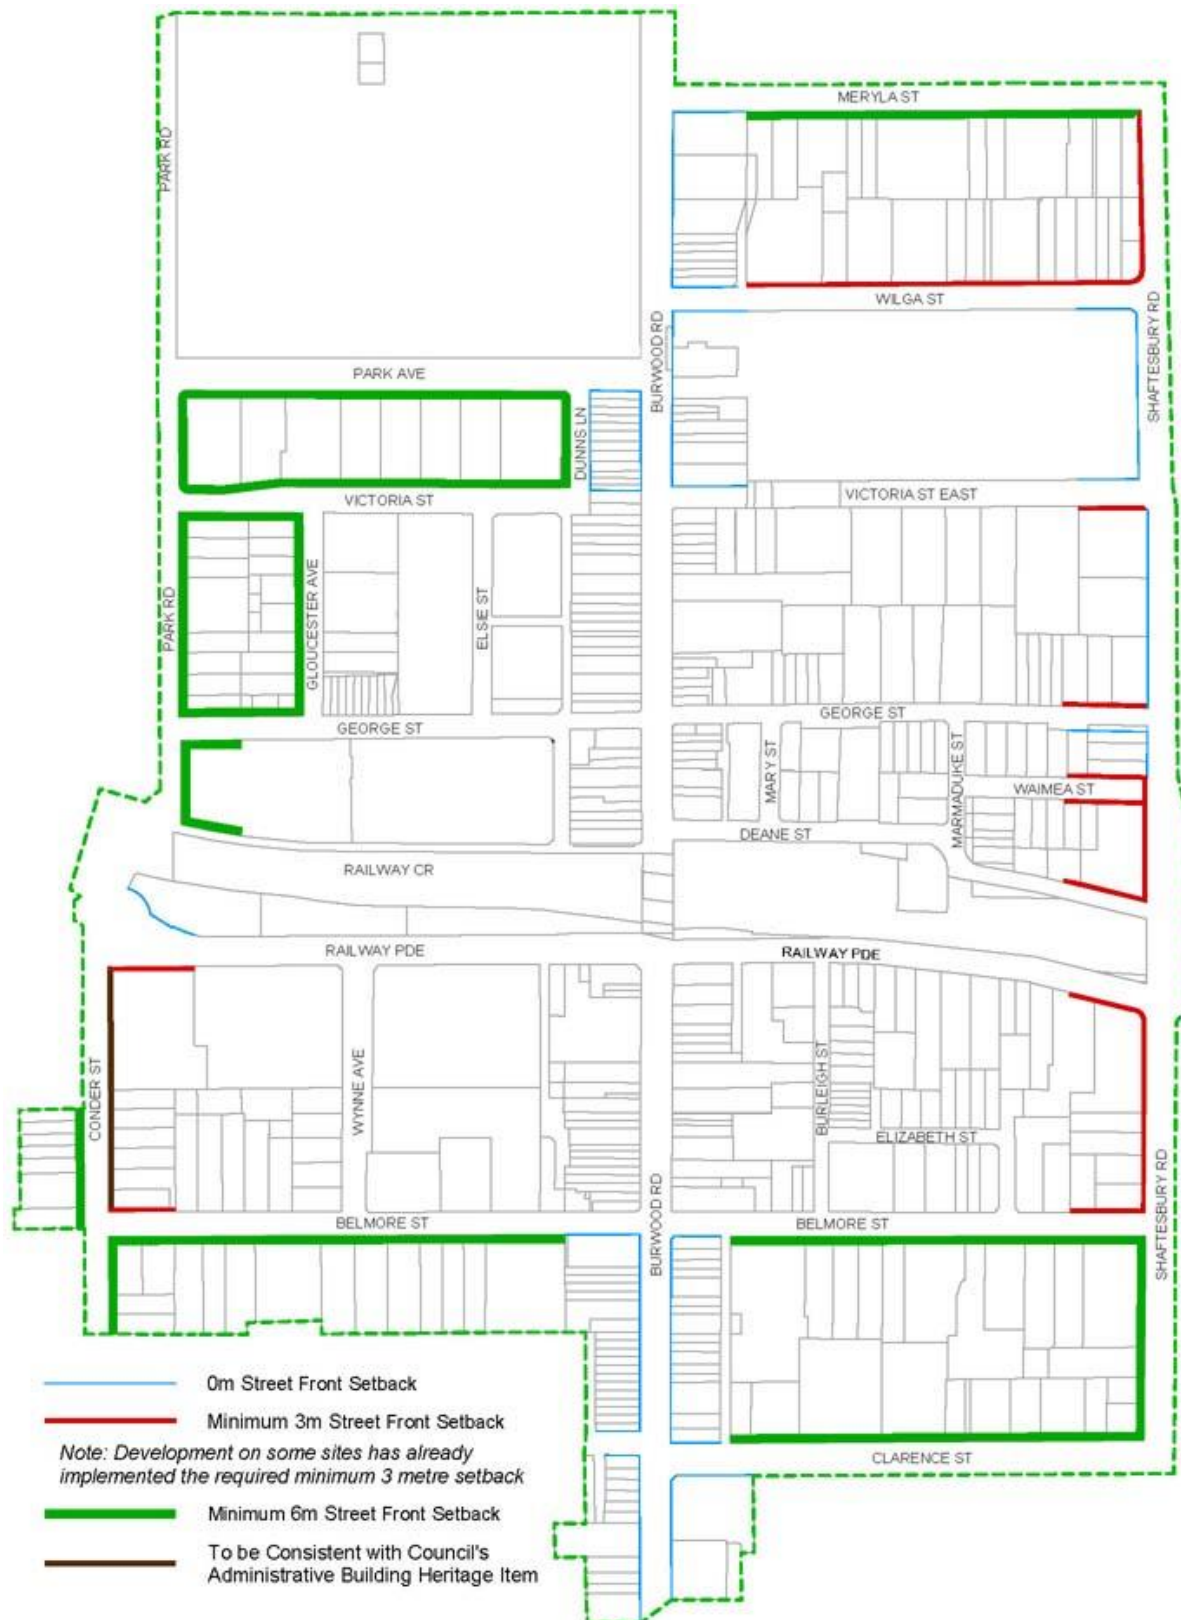 MERYLA ST
PARK RD
WILGA ST
BURWOOD RD
SHAFTESBURY RD
PARK AVE
DUNNS LN
VICTORIA ST
VICTORIA ST EAST
PARK RD
GLOUCESTER AVE
ELSIE ST
GEORGE ST
GEORGE ST
MARY ST
MARMADUKE ST
WAIMEA ST
DEANE ST
RAILWAY CR
RAILWAY PDE
RAILWAY PDE
CONDER ST
WYNNE AVE
BURLEIGH ST
ELIZABETH ST
BURWOOD RD
SHAFTESBURY RD
BELMORE ST
BELMORE ST
0m Street Front Setback
Minimum 3m Street Front Setback
Note: Development on some sites has already
implemented the required minimum 3 metre setback
CLARENCE ST
Minimum 6m Street Front Setback
To be Consistent with Council's
Administrative Building Heritage Item